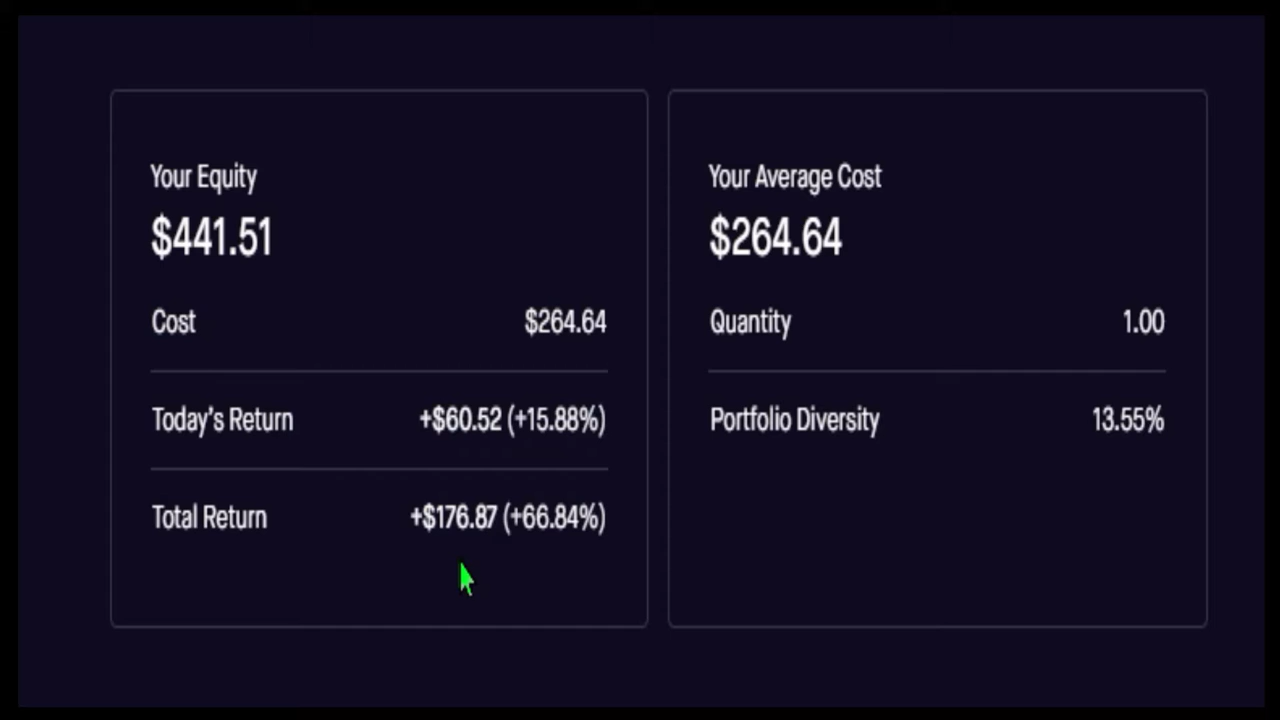 Your Equity
$441.51
Cost $264.64
Today's Return +$60.52 (+15.88%)
Total Return +$176.87 (+66.84%)
Your Average Cost
$264.64
Quantity 1.00
Portfolio Diversity 13.55%